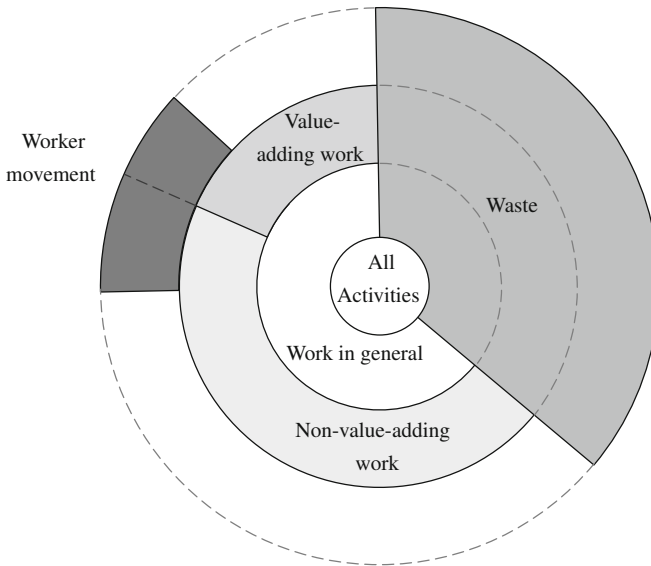 Value-
adding work
Worker
movement
Waste
All
Activities
Work in general
Non-value-adding
work